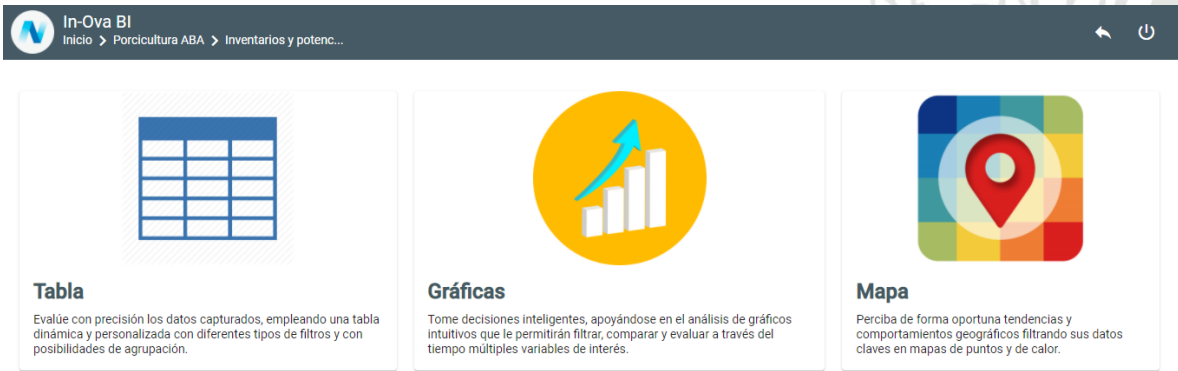 In-Ova BI
Inicio > Porcicultura ABA > Inventarios y potenc...
Tabla
Evalúe con precisión los datos capturados, empleando una tabla
dinámica y personalizada con diferentes tipos de filtros y con
posibilidades de agrupación.
Gráficas
Tome decisiones inteligentes, apoyándose en el análisis de gráficos
intuitivos que le permitirán filtrar, comparar y evaluar a través del
tiempo múltiples variables de interés.
Mapa
Perciba de forma oportuna tendencias y
comportamientos geográficos filtrando sus datos
claves en mapas de puntos y de calor.